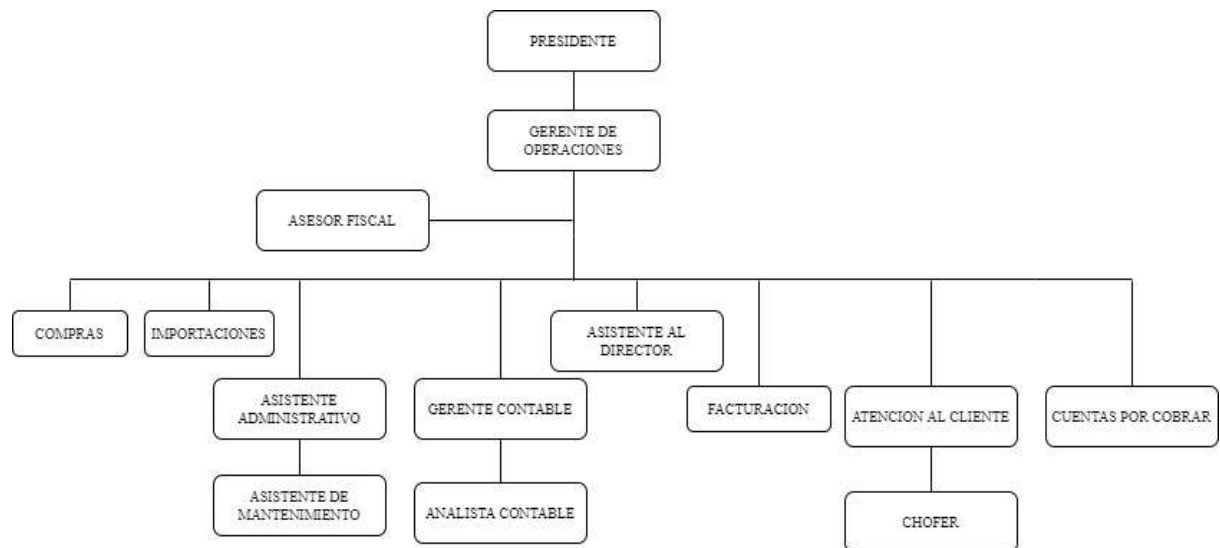 PRESIDENTE
GERENTE DE
OPERACIONES
ASESOR FISCAL
COMPRAS
IMPORTACIONES
ASISTENTE AL
DIRECTOR
ASISTENTE
ADMINISTRATIVO
GERENTE CONTABLE
FACTURACION
ATENCION AL CLIENTE
CUENTAS POR COBRAR
ASISTENTE DE
MANTENIMIENTO
ANALISTA CONTABLE
CHOFER